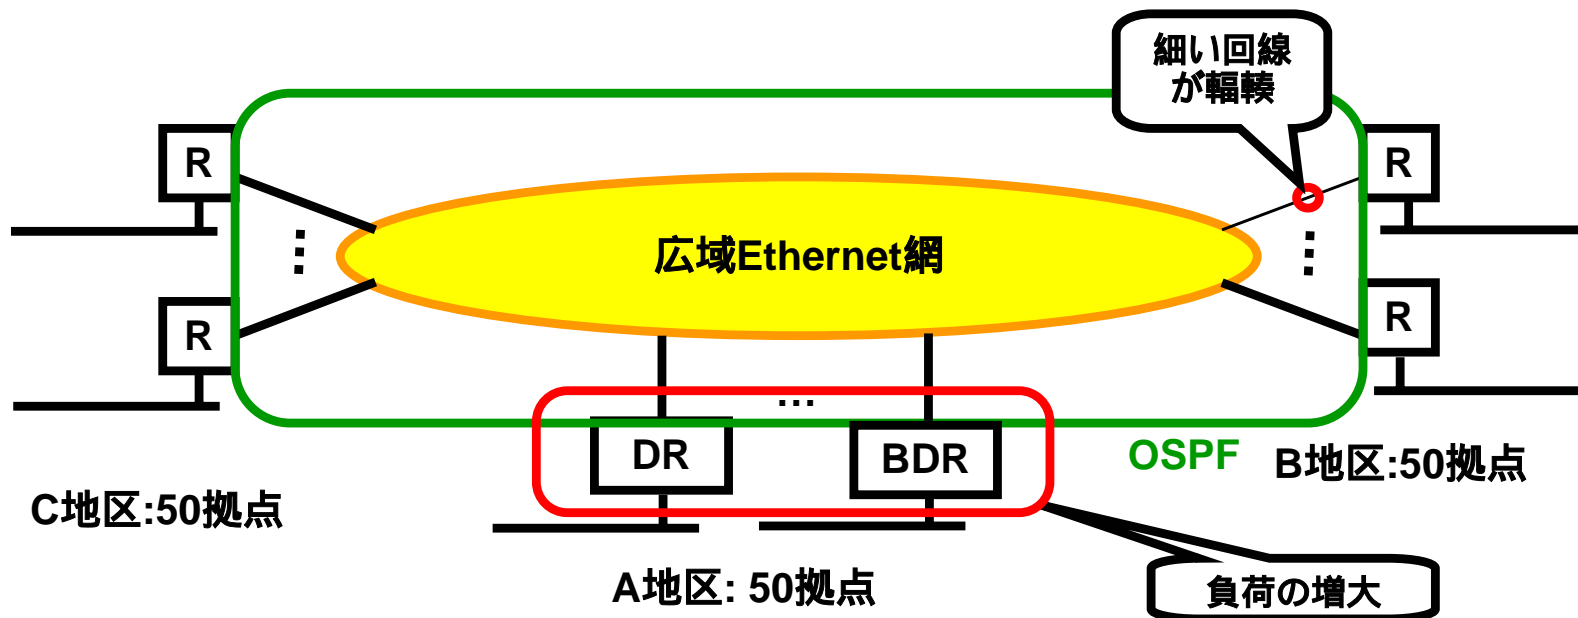 細い回線
が輻輳
R
R
広域Ethernet網
⋮
⋮
R
R
…
DR
BDR
OSPF
B地区:50拠点
C地区:50拠点
A地区: 50拠点
負荷の増大